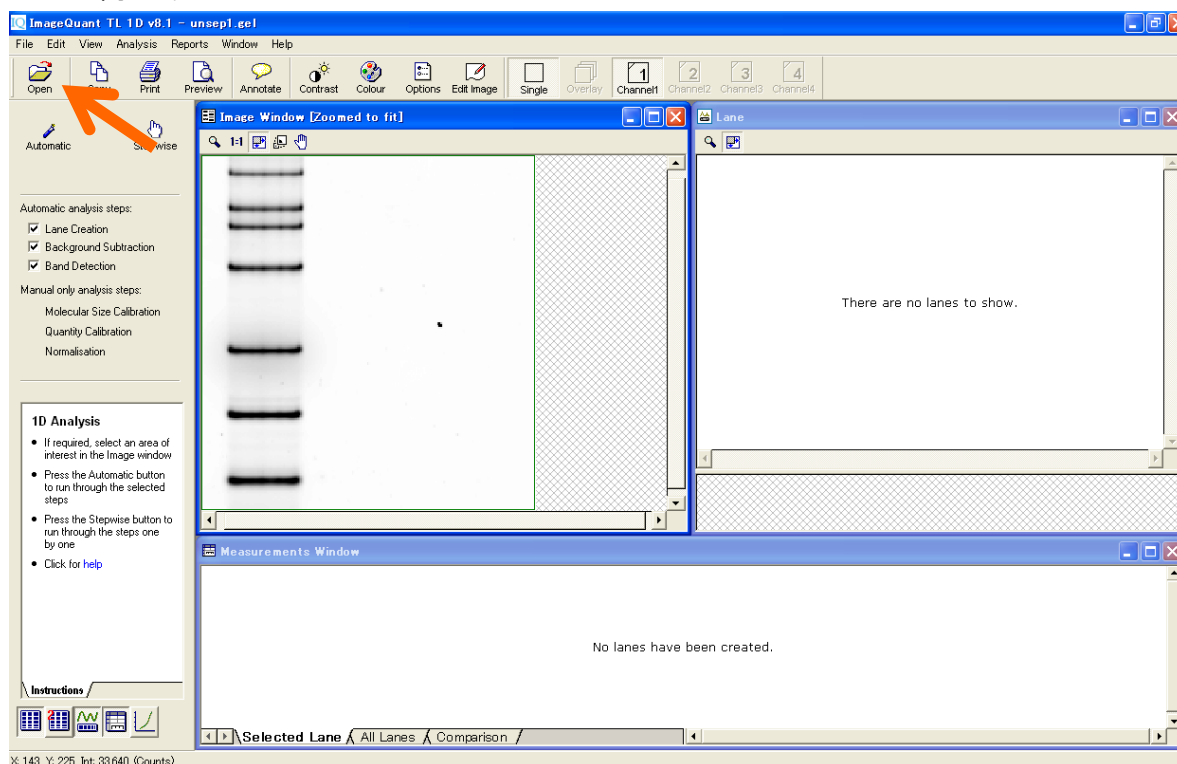 ImageQuant TL 1D v8.1 - unsep1.gel
File Edit View Analysis Reports Window Help
Open Copy Print Preview Annotate Contrast Colour Options Edit Image Single Overlay Channel1 Channel2 Channel3 Channel4
1 2 3 4
Automatic Stepwise
Automatic analysis steps:
Lane Creation
Background Subtraction
Band Detection
Manual only analysis steps:
Molecular Size Calibration
Quantity Calibration
Normalisation
1D Analysis
If required, select an area of
interest in the Image window
Press the Automatic button
to run through the selected
steps
Press the Stepwise button to
run through the steps one
by one
Click for help
Instructions
Image Window [Zoomed to fit]
1=1
Lane
There are no lanes to show.
Measurements Window
No lanes have been created.
Selected Lane All Lanes Comparison
X: 143 Y: 225 Int: 33640 (Counts)